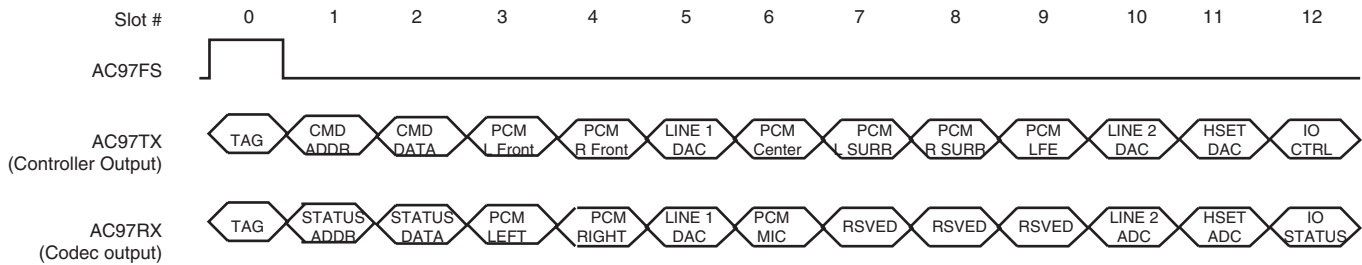 Slot # 0 1 2 3 4 5 6 7 8 9 10 11 12
AC97FS
AC97TX
(Controller Output)
TAG
CMD
ADDR
CMD
DATA
PCM
L Front
PCM
R Front
LINE 1
DAC
PCM
Center
PCM
L SURR
PCM
R SURR
PCM
LFE
LINE 2
DAC
HSET
DAC
IO
CTRL
AC97RX
(Codec output)
TAG
STATUS
ADDR
STATUS
DATA
PCM
LEFT
PCM
RIGHT
LINE 1
DAC
PCM
MIC
RSVED
RSVED
RSVED
LINE 2
ADC
HSET
ADC
IO
STATUS